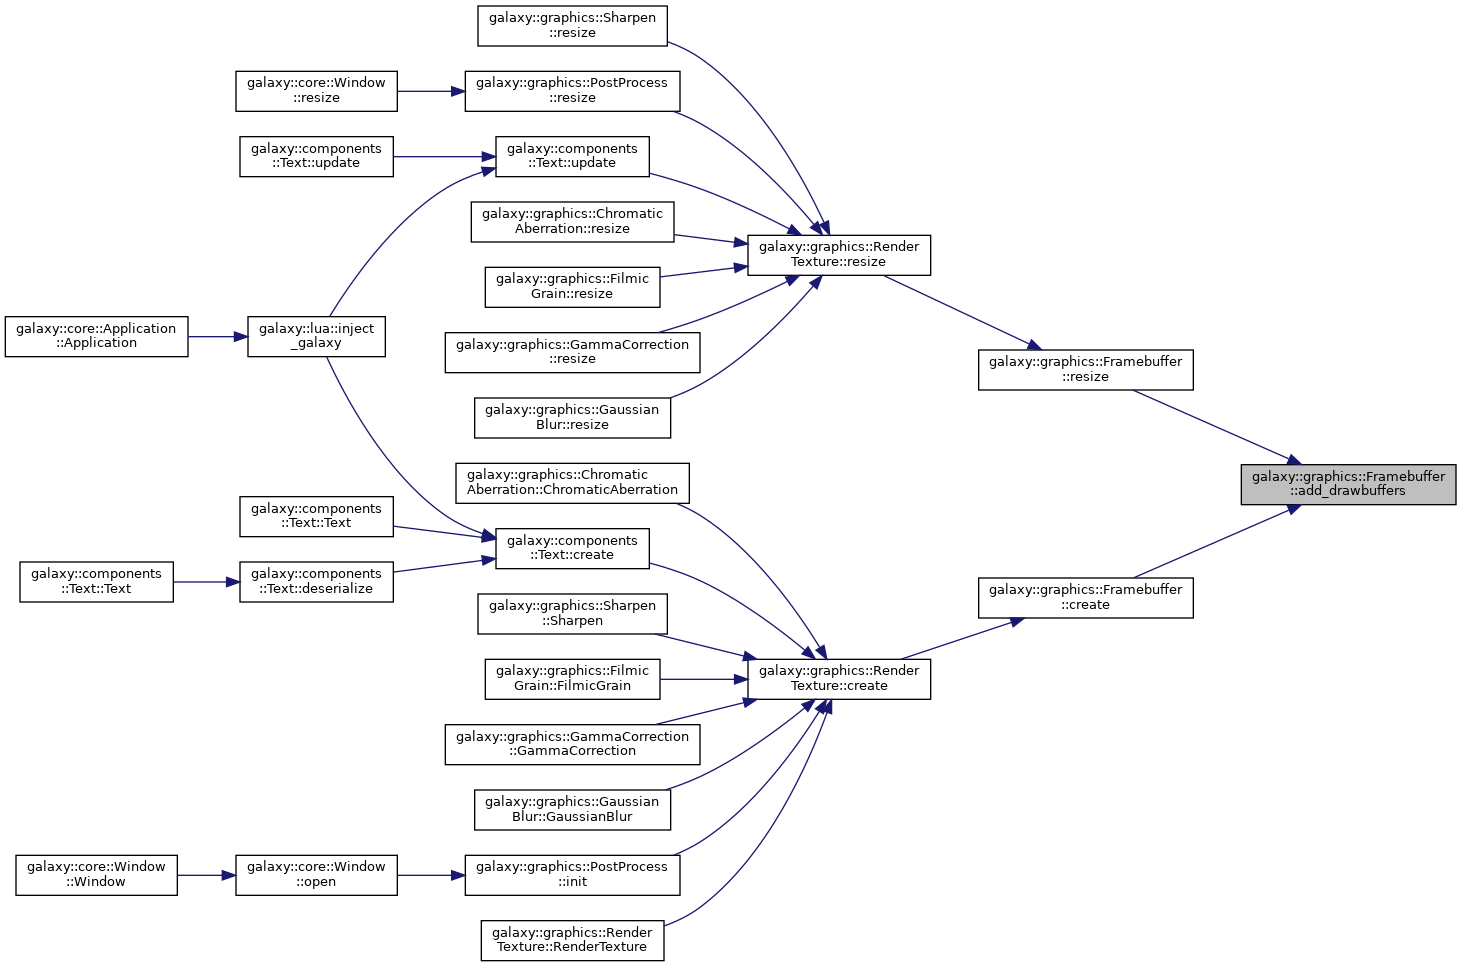 galaxy::graphics::Sharpen
::resize
galaxy::core::Window
::resize
galaxy::graphics::PostProcess
::resize
galaxy::components
::Text::update
galaxy::components
::Text::update
galaxy::graphics::Chromatic
Aberration::resize
galaxy::graphics::Render
Texture::resize
galaxy::graphics::Filmic
Grain::resize
galaxy::core::Application
::Application
galaxy::lua::inject
_galaxy
galaxy::graphics::GammaCorrection
::resize
galaxy::graphics::Framebuffer
::resize
galaxy::graphics::Gaussian
Blur::resize
galaxy::graphics::Chromatic
Aberration::ChromaticAberration
galaxy::graphics::Framebuffer
::add_drawbuffers
galaxy::components
::Text::Text
galaxy::components
::Text::create
galaxy::components
::Text::Text
galaxy::components
::Text::deserialize
galaxy::graphics::Framebuffer
::create
galaxy::graphics::Sharpen
::Sharpen
galaxy::graphics::Filmic
Grain::FilmicGrain
galaxy::graphics::Render
Texture::create
galaxy::graphics::GammaCorrection
::GammaCorrection
galaxy::graphics::Gaussian
Blur::GaussianBlur
galaxy::core::Window
::Window
galaxy::core::Window
::open
galaxy::graphics::PostProcess
::init
galaxy::graphics::Render
Texture::RenderTexture